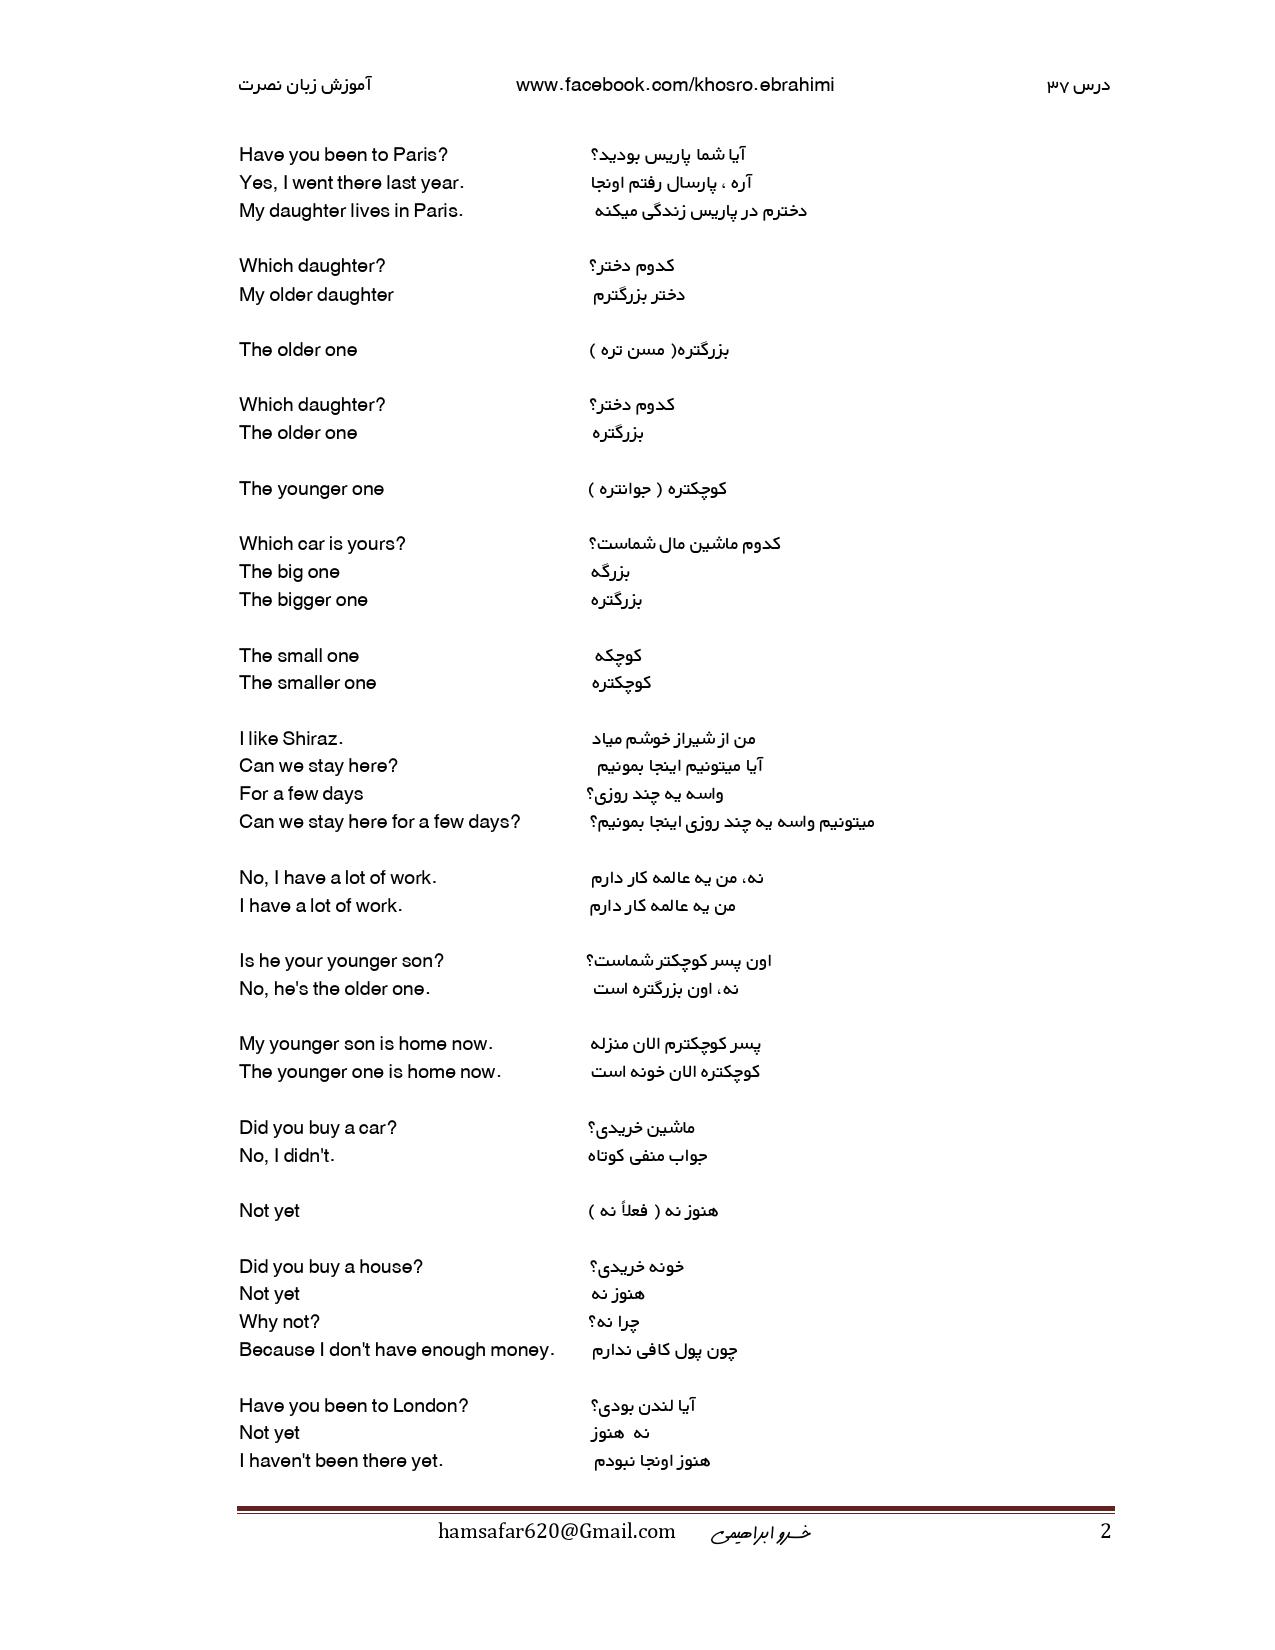 آموزش زبان نصرت www.facebook.com/khosro.ebrahimi درس ۳۷
Have you been to Paris? آیا شما پاریس بودید؟
Yes, I went there last year. آره ، پارسال رفتم اونجا
My daughter lives in Paris. دخترم در پاریس زندگی میکنه
Which daughter? کدوم دختر؟
My older daughter دختر بزرگترم
The older one بزرگتره( مسن تره )
Which daughter? کدوم دختر؟
The older one بزرگتره
The younger one کوچکتره ( جوانتره )
Which car is yours? کدوم ماشین مال شماست؟
The big one بزرگه
The bigger one بزرگتره
The small one کوچکه
The smaller one کوچکتره
I like Shiraz. من از شیراز خوشم میاد
Can we stay here? آیا میتونیم اینجا بمونیم
For a few days واسه یه چند روزی؟
Can we stay here for a few days? میتونیم واسه یه چند روزی اینجا بمونیم؟
No, I have a lot of work. نه، من یه عالمه کار دارم
I have a lot of work. من یه عالمه کار دارم
Is he your younger son? اون پسر کوچکتر شماست؟
No, he's the older one. نه، اون بزرگتره است
My younger son is home now. پسر کوچکترم الان منزله
The younger one is home now. کوچکتره الان خونه است
Did you buy a car? ماشین خریدی؟
No, I didn't. جواب منفی کوتاه
Not yet هنوز نه ( فعلاً نه )
Did you buy a house? خونه خریدی؟
Not yet هنوز نه
Why not? چرا نه؟
Because I don't have enough money. چون پول کافی ندارم
Have you been to London? آیا لندن بودی؟
Not yet نه هنوز
I haven't been there yet. هنوز اونجا نبودم
hamsafar620@Gmail.com خسرو ابراهیمی 2